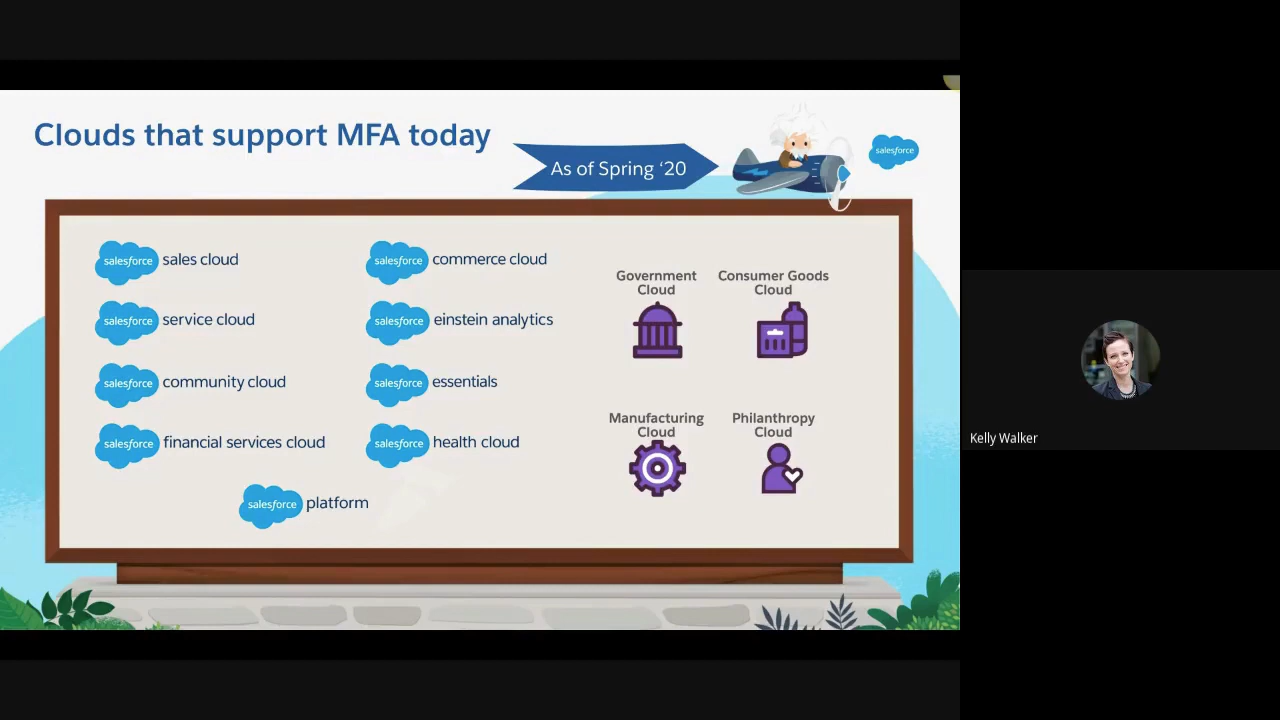 Clouds that support MFA today
As of Spring ‘20
salesforce
salesforce sales cloud
salesforce commerce cloud
salesforce service cloud
salesforce einstein analytics
salesforce community cloud
salesforce essentials
salesforce financial services cloud
salesforce health cloud
salesforce platform
Government
Cloud
Consumer Goods
Cloud
Manufacturing
Cloud
Philanthropy
Cloud
Kelly Walker